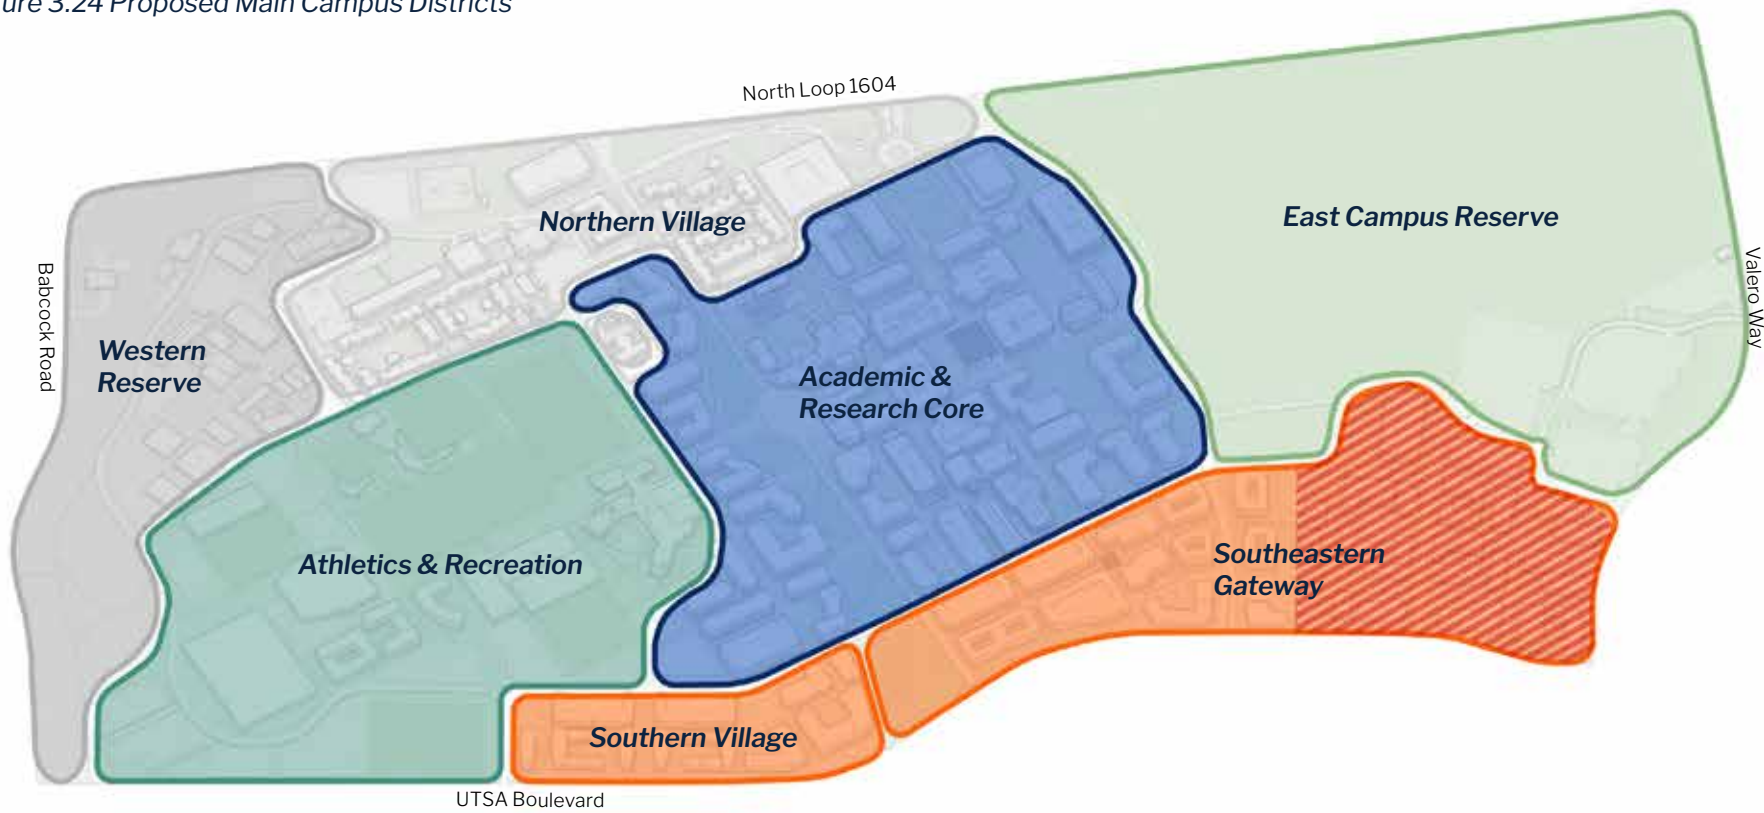 ure 3.24 Proposed Main Campus Districts
North Loop 1604
Northern Village
East Campus Reserve
Babcock Road
Valero Way
Western
Reserve
Academic &
Research Core
Athletics & Recreation
Southeastern
Gateway
Southern Village
UTSA Boulevard